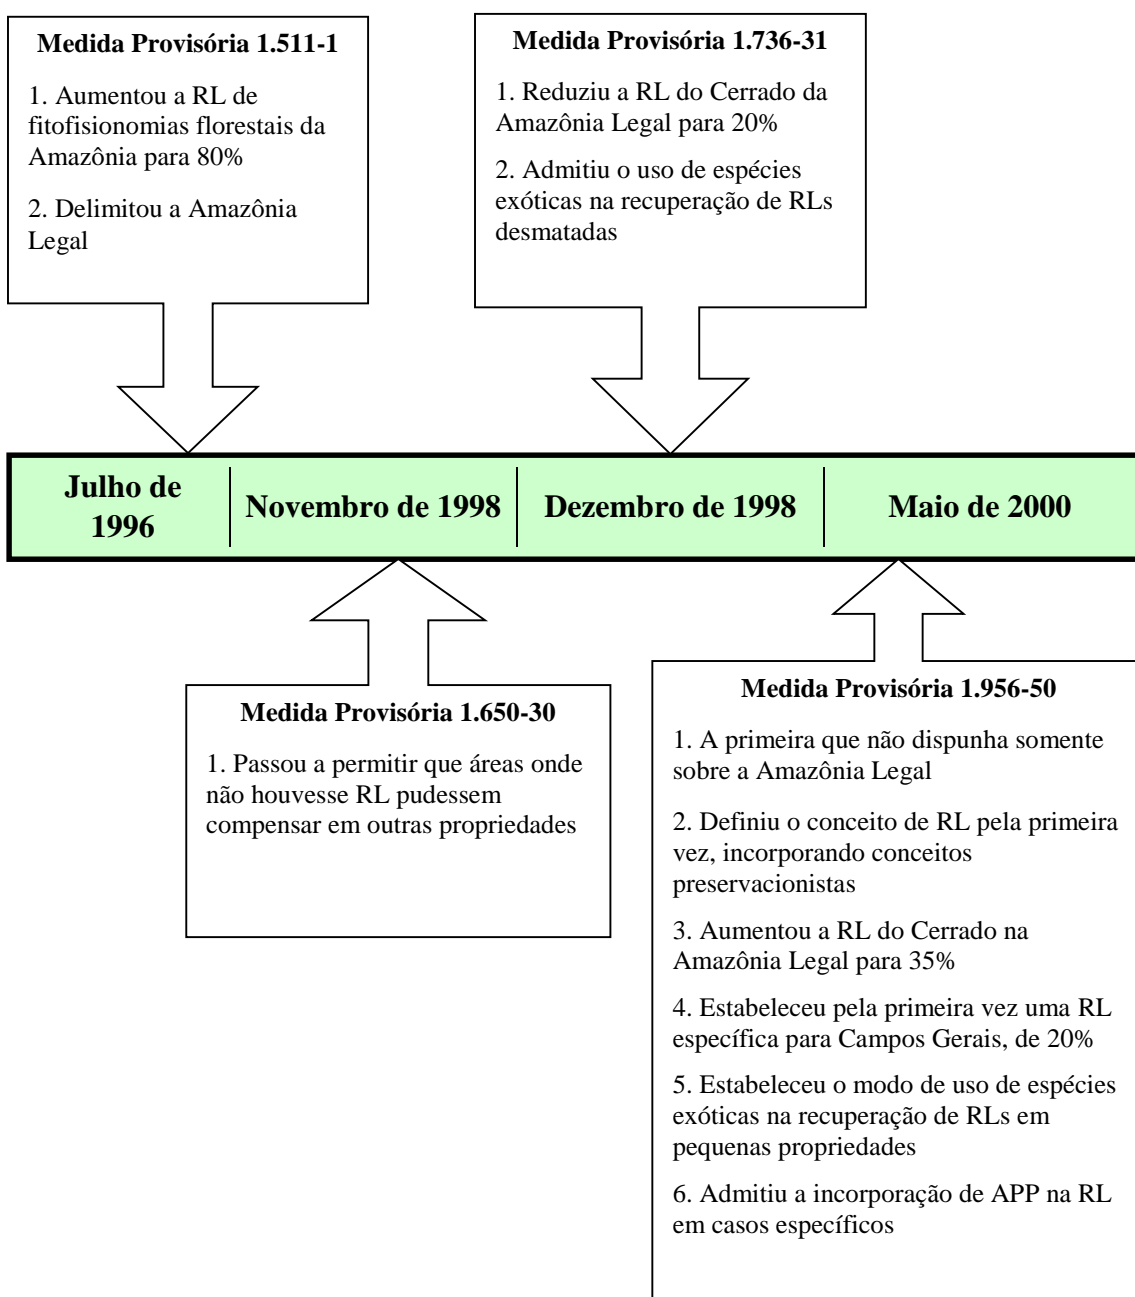 Medida Provisória 1.511-1
1. Aumentou a RL de
fitofisionomias florestais da
Amazônia para 80%
2. Delimitou a Amazônia
Legal
Medida Provisória 1.736-31
1. Reduziu a RL do Cerrado da
Amazônia Legal para 20%
2. Admitiu o uso de espécies
exóticas na recuperação de RLs
desmatadas
Julho de
1996
Novembro de 1998
Dezembro de 1998
Maio de 2000
Medida Provisória 1.650-30
1. Passou a permitir que áreas onde
não houvesse RL pudessem
compensar em outras propriedades
Medida Provisória 1.956-50
1. A primeira que não dispunha somente
sobre a Amazônia Legal
2. Definiu o conceito de RL pela primeira
vez, incorporando conceitos
preservacionistas
3. Aumentou a RL do Cerrado na
Amazônia Legal para 35%
4. Estabeleceu pela primeira vez uma RL
específica para Campos Gerais, de 20%
5. Estabeleceu o modo de uso de espécies
exóticas na recuperação de RLs em
pequenas propriedades
6. Admitiu a incorporação de APP na RL
em casos específicos